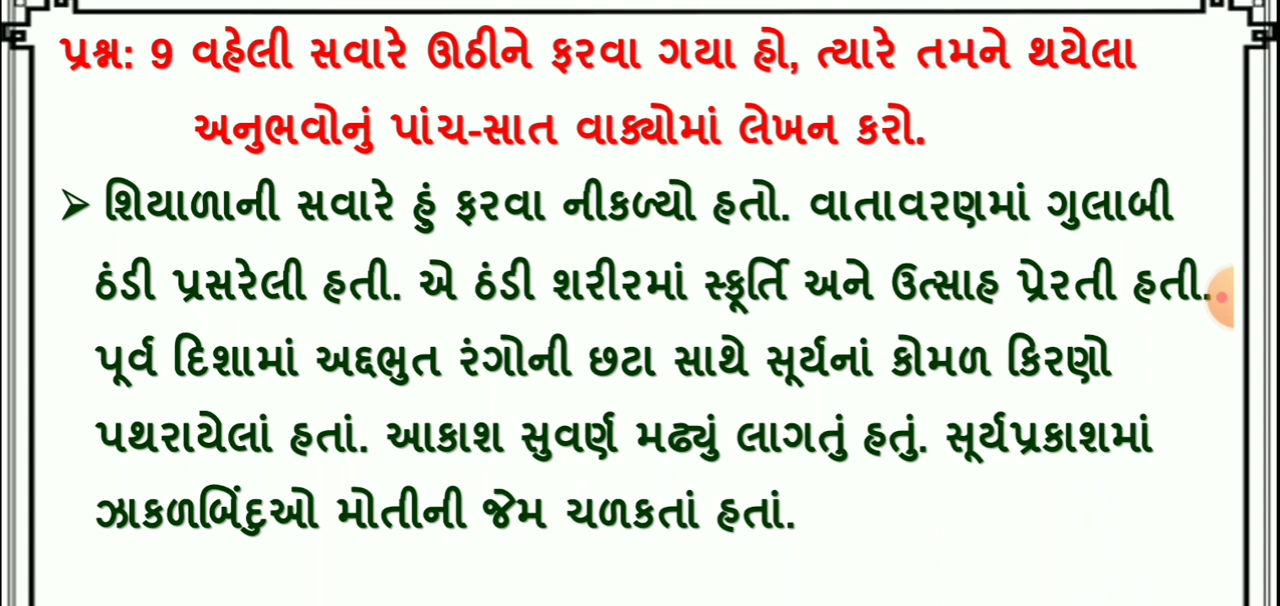 પ્રશ્ન: 9 વહેલી સવારે ઊઠીને ફરવા ગયા હો, ત્યારે તમને થયેલા
અનુભવોનું પાંચ-સાત વાક્યોમાં લેખન કરો.
➢ શિયાળાની સવારે હું ફરવા નીકળ્યો હતો. વાતાવરણમાં ગુલાબી
ઠંડી પ્રસરેલી હતી. એ ઠંડી શરીરમાં સ્ફૂર્તિ અને ઉત્સાહ પ્રેરતી હતી.
પૂર્વ દિશામાં અદ્દભુત રંગોની છટા સાથે સૂર્યનાં કોમળ કિરણો
પથરાયેલાં હતાં. આકાશ સુવર્ણ મઢ્યું લાગતું હતું. સૂર્યપ્રકાશમાં
ઝાકળબિંદુઓ મોતીની જેમ ચળકતાં હતાં.